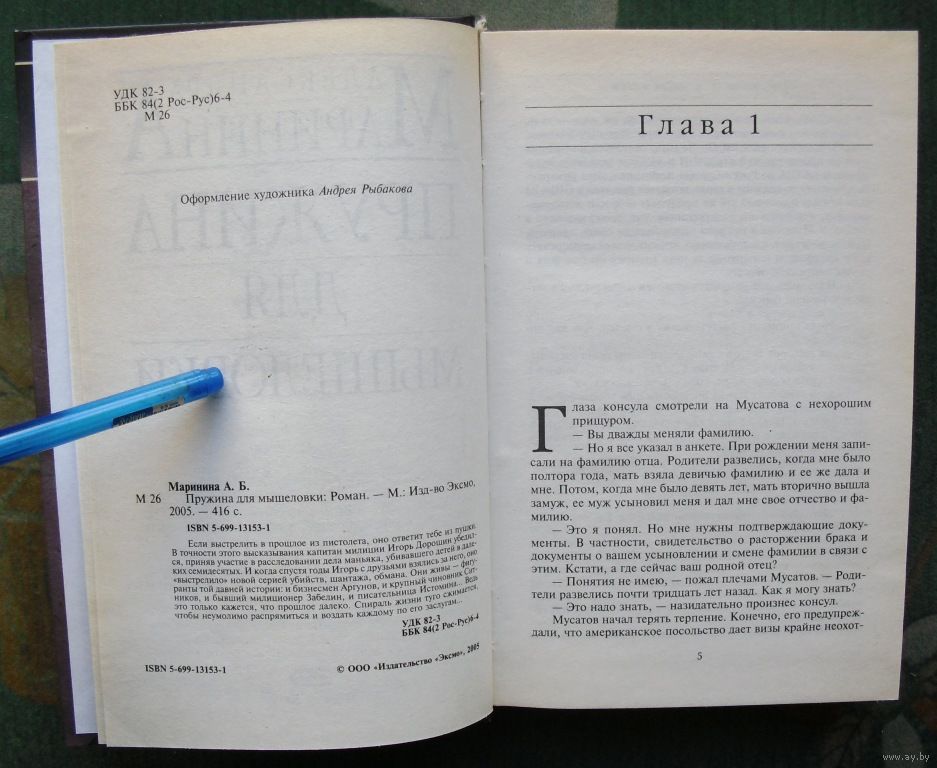 УДК 82-3
ББК 84(2 Рос-Рус)6-4
М 26
Оформление художника Андрея Рыбакова
Маринина А. Б.
М 26 Пружина для мышеловки: Роман. — М.: Изд-во Эксмо,
2005. — 416 с.
ISBN 5-699-13153-1
Если выстрелить в прошлое из пистолета, оно ответит тебе из пушки.
В точности этого высказывания капитан милиции Игорь Дорошин убедил-
ся, приняв участие в расследовании дела маньяка, убивавшего детей в дале-
ких семидесятых. И когда спустя годы Игорь с друзьями взялись за него, оно
«выстрелило» новой серией убийств, шантажа, обмана. Они живы — фигу-
ранты той давней истории: и бизнесмен Аргунов, и крупный чиновник Сит-
ников, и бывший милиционер Забелин, и писательница Истомина... Ведь
это только кажется, что прошлое далеко. Спираль жизни туго сжимается,
чтобы неумолимо распрямиться и воздать каждому по его заслугам...
УДК 82-3
ББК 84(2 Рос-Рус)6-4
ISBN 5-699-13153-1
© ООО «Издательство «Эксмо», 2005
Глава 1
Глаза консула смотрели на Мусатова с нехорошим
прищуром.
— Вы дважды меняли фамилию.
— Но я все указал в анкете. При рождении меня запи-
сали на фамилию отца. Родители развелись, когда мне было
полтора года, мать взяла девичью фамилию и ее же дала и
мне. Потом, когда мне было девять лет, мать вторично вышла
замуж, ее муж усыновил меня и дал мне свое отчество и фа-
милию.
— Это я понял. Но мне нужны подтверждающие доку-
менты. В частности, свидетельство о расторжении брака и
документы о вашем усыновлении и смене фамилии в связи с
этим. Кстати, а где сейчас ваш родной отец?
— Понятия не имею, — пожал плечами Мусатов. — Роди-
тели развелись почти тридцать лет назад. Как я могу знать?
— Это надо знать, — назидательно произнес консул.
Мусатов начал терять терпение. Конечно, его предупреж-
дали, что американское посольство дает визы крайне неохот-
5
www.ay.by